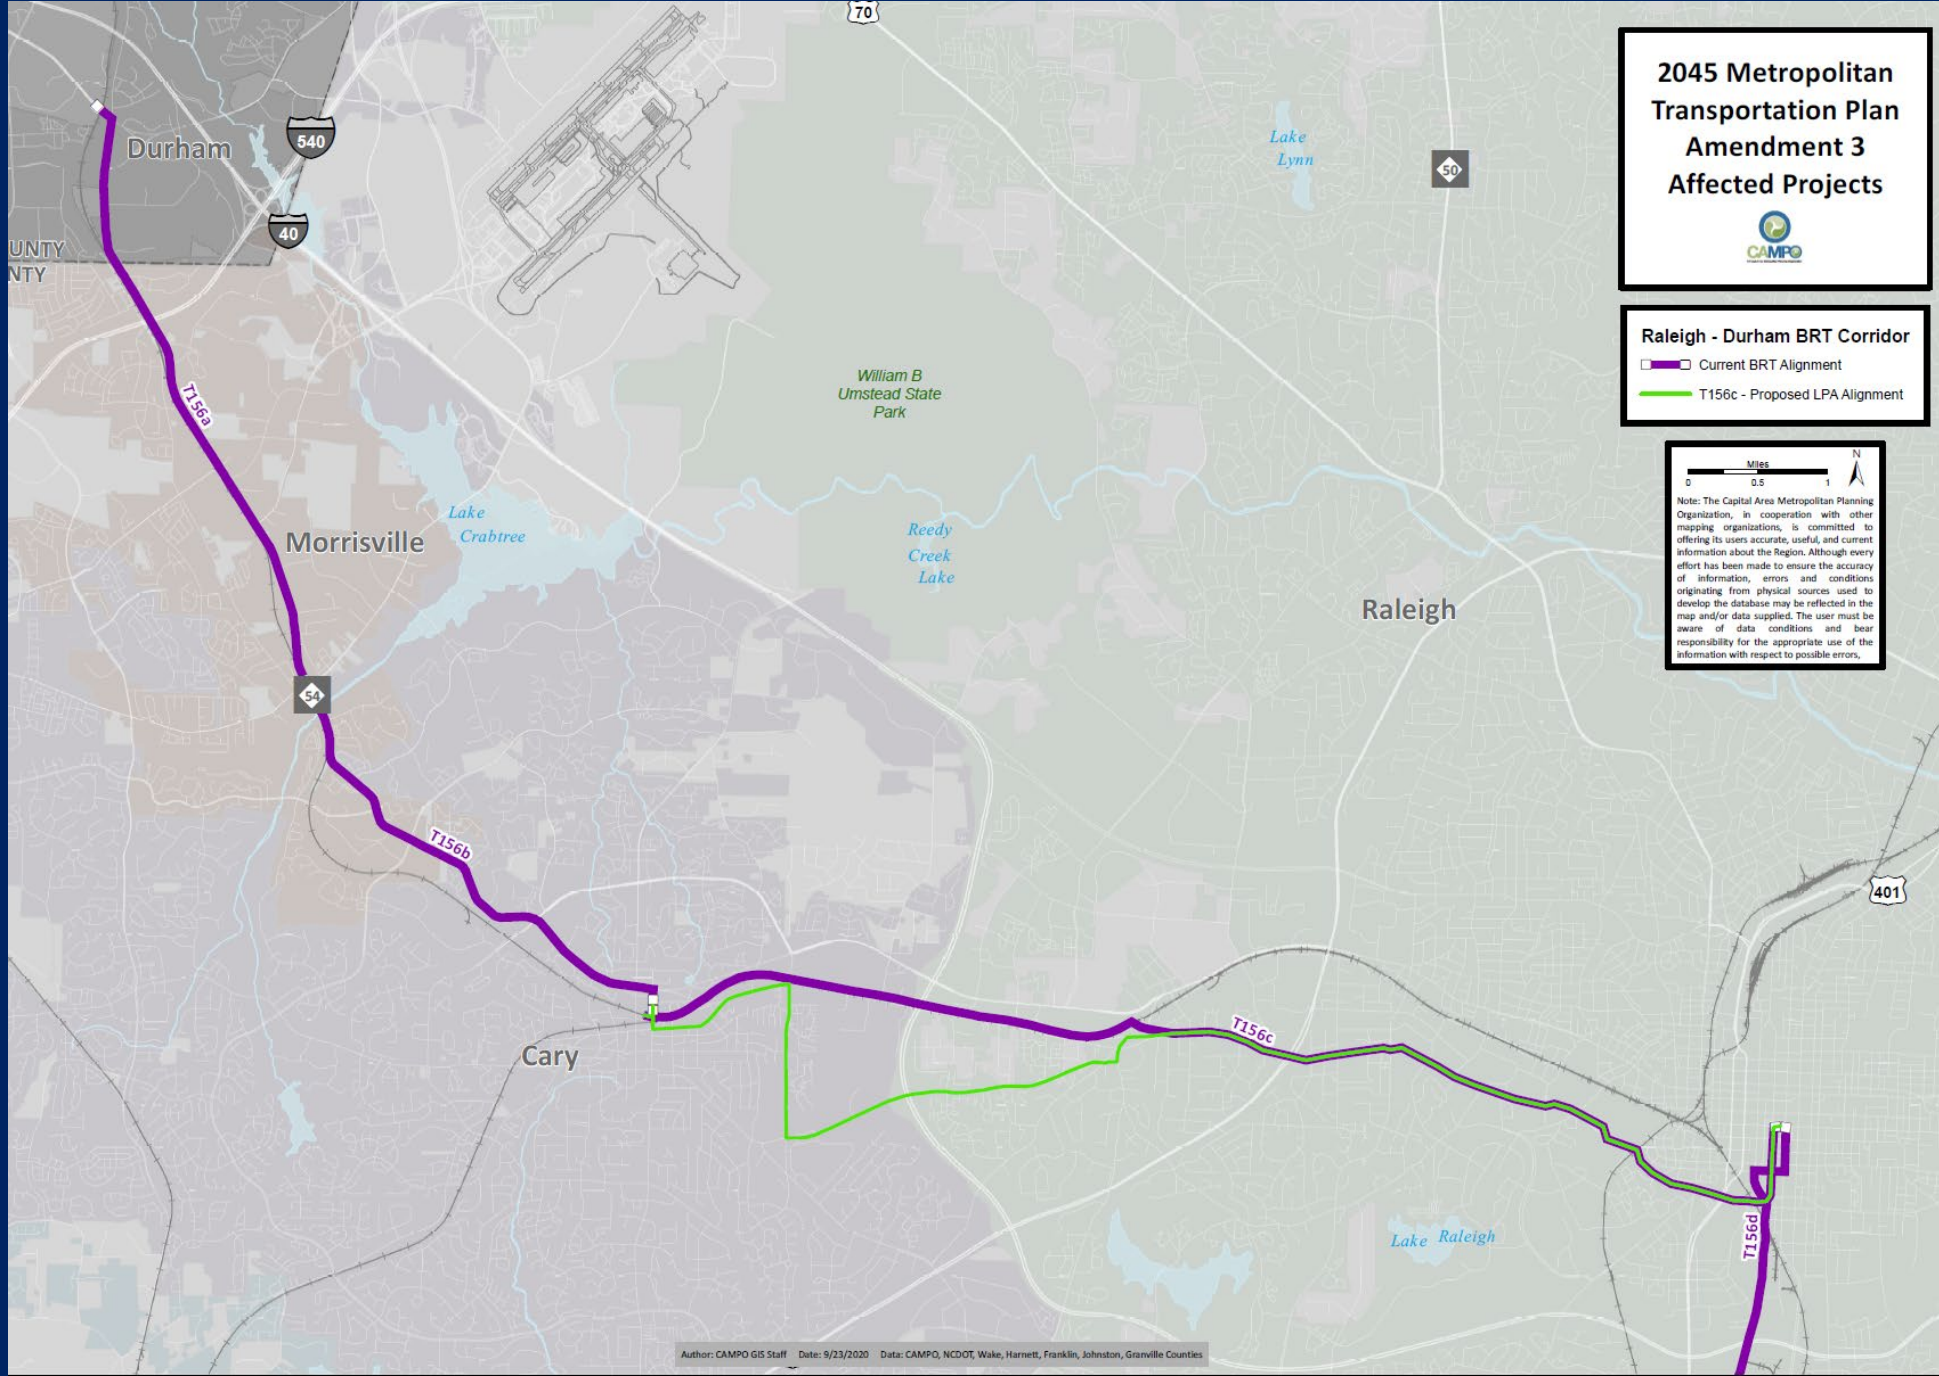 70
2045 Metropolitan
Transportation Plan
Amendment 3
Affected Projects
CAMPO
Raleigh - Durham BRT Corridor
Current BRT Alignment
T156c - Proposed LPA Alignment
Miles
N
0 0.5 1
Note: The Capital Area Metropolitan Planning
Organization, in cooperation with other
mapping organizations, is committed to
offering its users accurate, useful, and current
information about the Region. Although every
effort has been made to ensure the accuracy
of information, errors and conditions
originating from physical sources used to
develop the database may be reflected in the
map and/or data supplied. The user must be
aware of data conditions and bear
responsibility for the appropriate use of the
information with respect to possible errors,
Durham
540
40
UNTY
NTY
Lake
Lynn
50
William B
Umstead State
Park
T156a
Lake
Crabtree
Morrisville
Reedy
Creek
Lake
Raleigh
54
T156b
401
Cary
T156c
T156d
Lake Raleigh
Author: CAMPO GIS Staff Date: 9/23/2020 Data: CAMPO, NCDOT, Wake, Harnett, Franklin, Johnston, Granville Counties